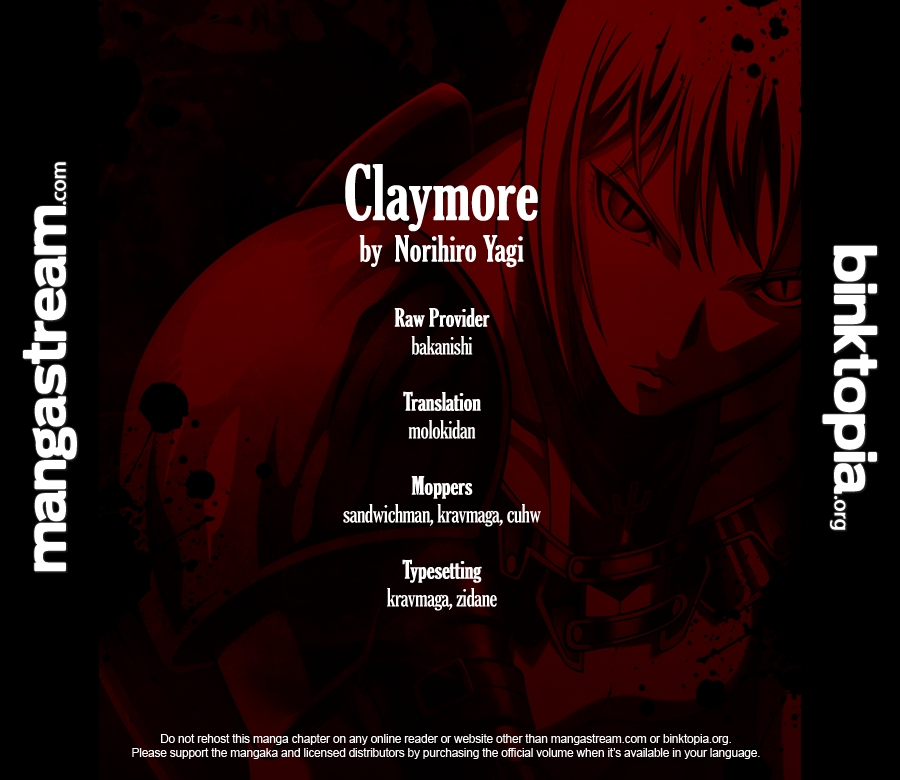 mangastream.com
Claymore
by Norihiro Yagi
Raw Provider
bakanishi
Translation
molokidan
Moppers
sandwichman, kravmaga, cuhw
Typesetting
kravmaga, zidane
binktopia.org
Do not rehost this manga chapter on any online reader or website other than mangastream.com or binktopia.org.
Please support the mangaka and licensed distributors by purchasing the official volume when it's available in your language.